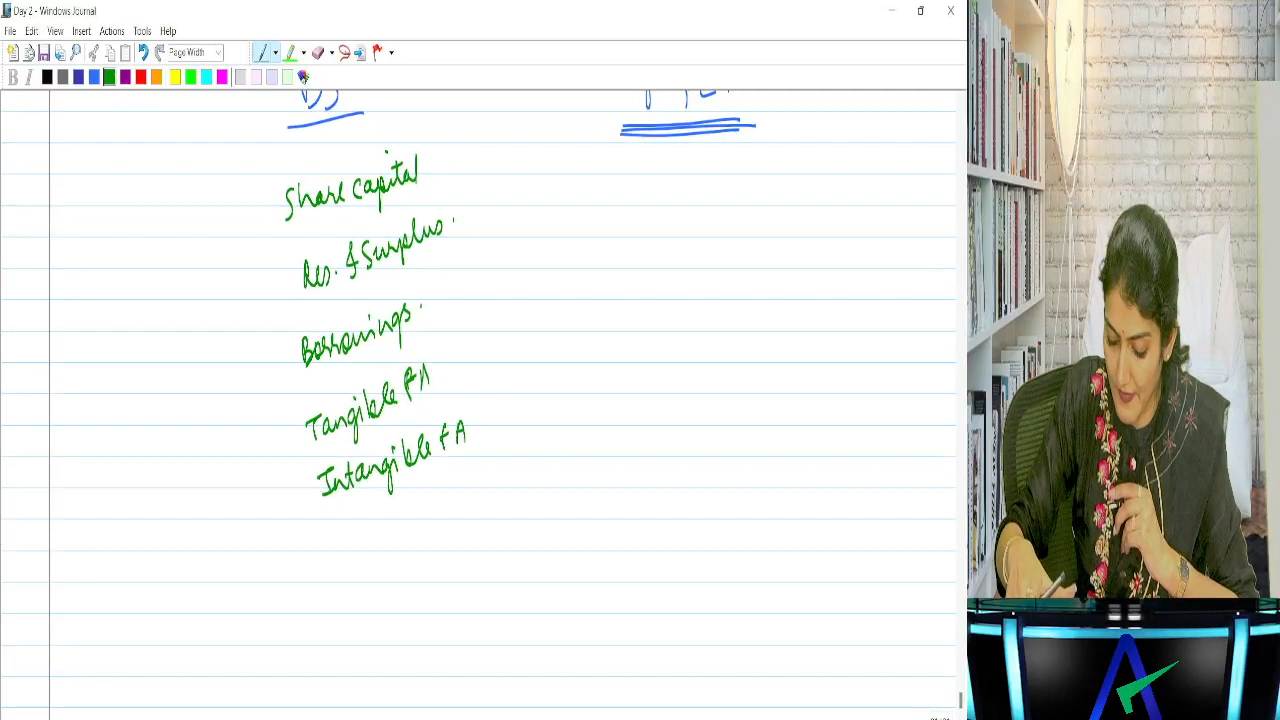 Day 2 - Windows Journal
File Edit View Insert Actions Tools Help
Page Width
B I
Share capital
Res. & Surplus.
Borrowings.
Tangible FA
Intangible FA